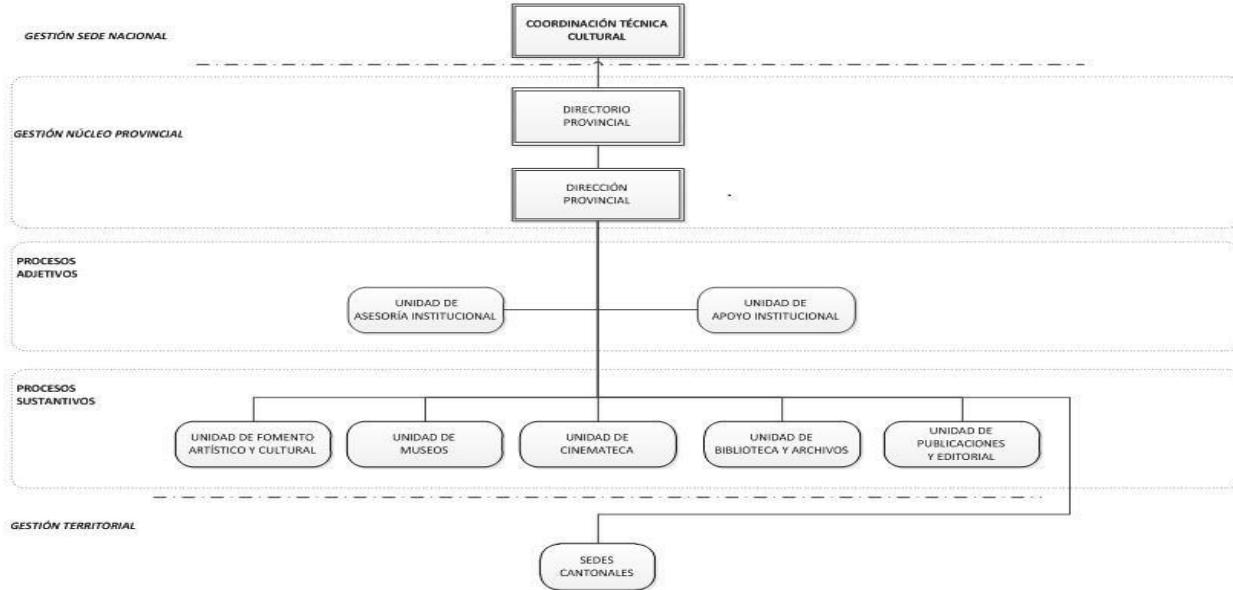 COORDINACIÓN TÉCNICA
CULTURAL
GESTIÓN SEDE NACIONAL
DIRECTORIO
PROVINCIAL
GESTIÓN NÚCLEO PROVINCIAL
DIRECCIÓN
PROVINCIAL
PROCESOS
ADJETIVOS
UNIDAD DE
ASESORÍA INSTITUCIONAL
UNIDAD DE
APOYO INSTITUCIONAL
PROCESOS
SUSTANTIVOS
UNIDAD DE FOMENTO
ARTÍSTICO Y CULTURAL
UNIDAD DE
MUSEOS
UNIDAD DE
CINEMATECA
UNIDAD DE
BIBLIOTECA Y ARCHIVOS
UNIDAD DE
PUBLICACIONES
Y EDITORIAL
GESTIÓN TERRITORIAL
SEDES
CANTONALES